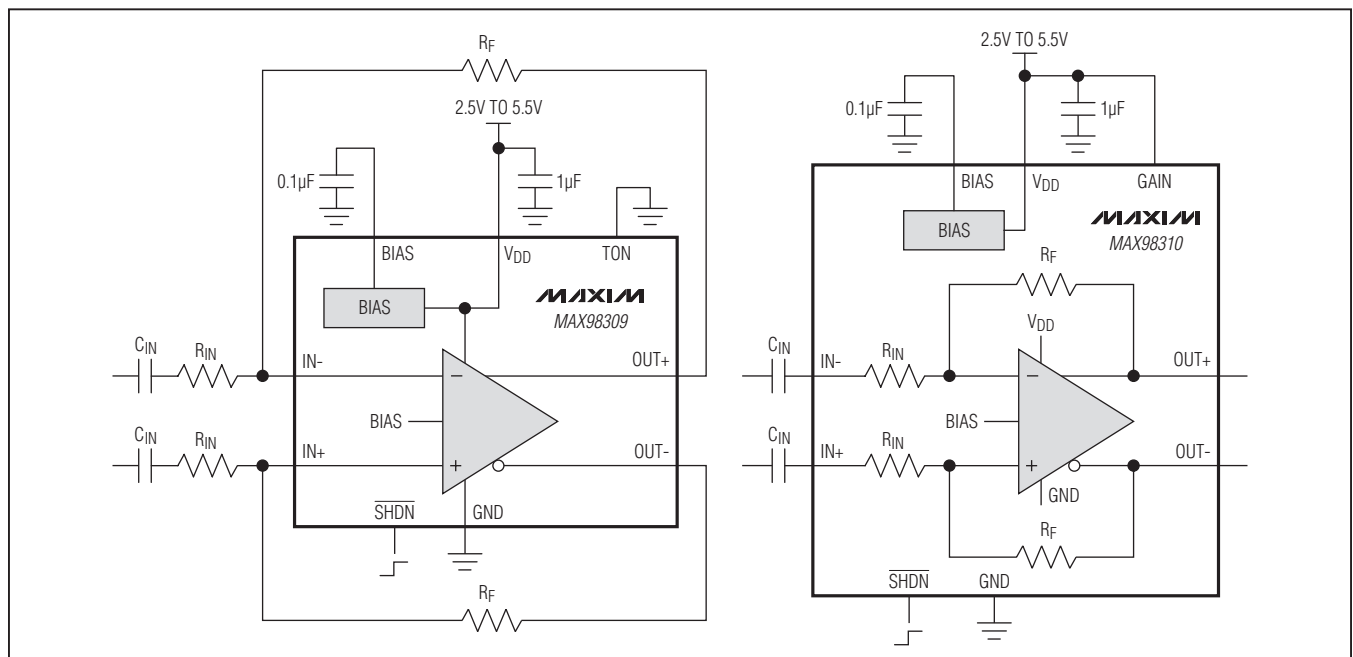 RF
2.5V TO 5.5V
0.1µF
1µF
BIAS
VDD
TON
BIAS
MAXIM
MAX98309
CIN
RIN
IN-
−
OUT+
BIAS
CIN
RIN
IN+
+
OUT-
SHDN
GND
RF
2.5V TO 5.5V
0.1µF
1µF
BIAS
VDD
GAIN
BIAS
MAXIM
MAX98310
RF
VDD
CIN
IN-
RIN
−
OUT+
BIAS
CIN
IN+
RIN
+
OUT-
GND
RF
SHDN
GND